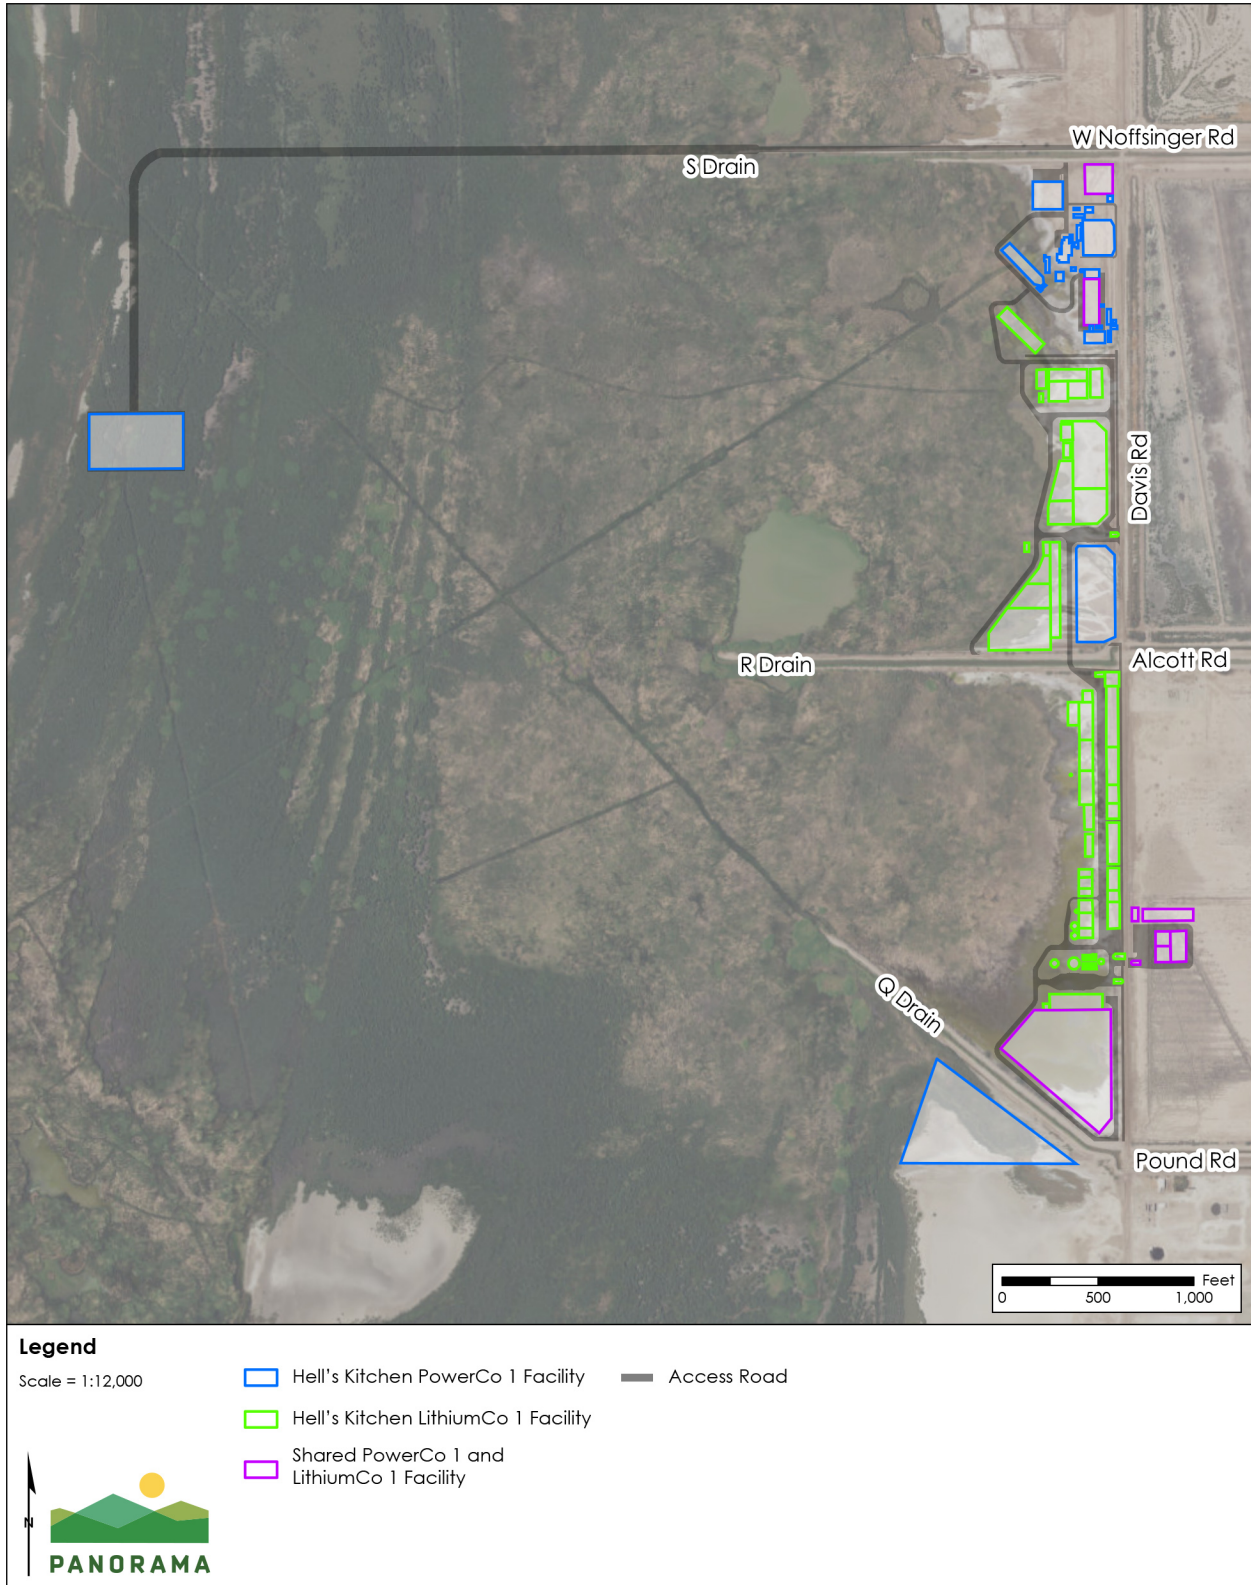 W Noffsinger Rd
S Drain
Davis Rd
R Drain
Alcott Rd
Q Drain
Pound Rd
Feet
0 500 1,000
Legend
Scale = 1:12,000
Hell's Kitchen PowerCo 1 Facility
Access Road
Hell's Kitchen LithiumCo 1 Facility
Shared PowerCo 1 and
LithiumCo 1 Facility
N
PANORAMA